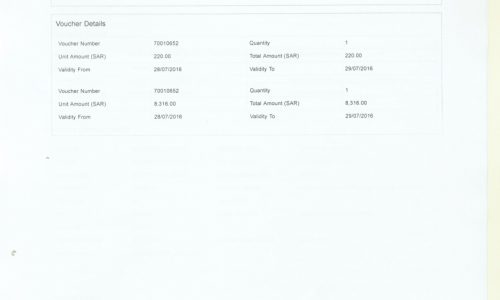 Voucher Details
Voucher Number 70010652 Quantity 1
Unit Amount (SAR) 220.00 Total Amount (SAR) 220.00
Validity From 28/07/2016 Validity To 29/07/2016
Voucher Number 70010652 Quantity 1
Unit Amount (SAR) 8,316.00 Total Amount (SAR) 8,316.00
Validity From 28/07/2016 Validity To 29/07/2016